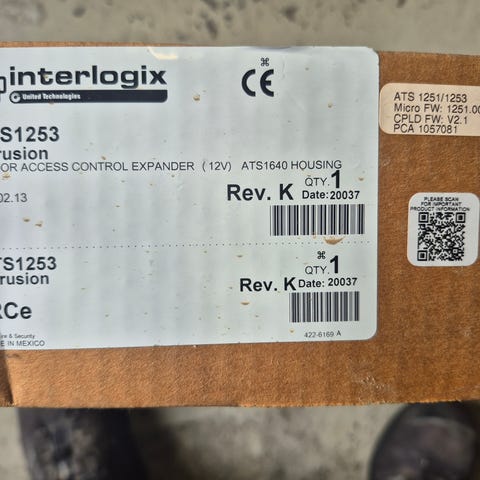 interlogix
United Technologies
CE
S1253
rusion
OR ACCESS CONTROL EXPANDER (12V) ATS1640 HOUSING
02.13
Rev. K
QTY. 1
Date: 20037
TS1253
rusion
Rev. K
QTY. 1
Date: 20037
RCe
re & Security
E IN MEXICO
422-6169 A
ATS 1251/1253
Micro FW: 1251.00
CPLD FW: V2.1
PCA 1057081
PLEASE SCAN
FOR IMPORTANT
PRODUCT INFORMATION